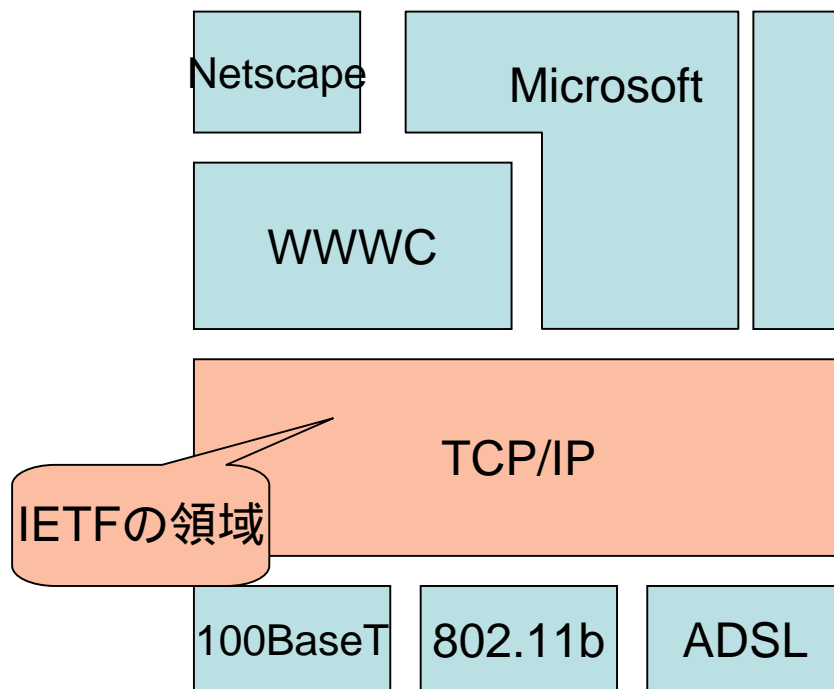 Netscape
Microsoft
WWWC
TCP/IP
IETFの領域
100BaseT
802.11b
ADSL